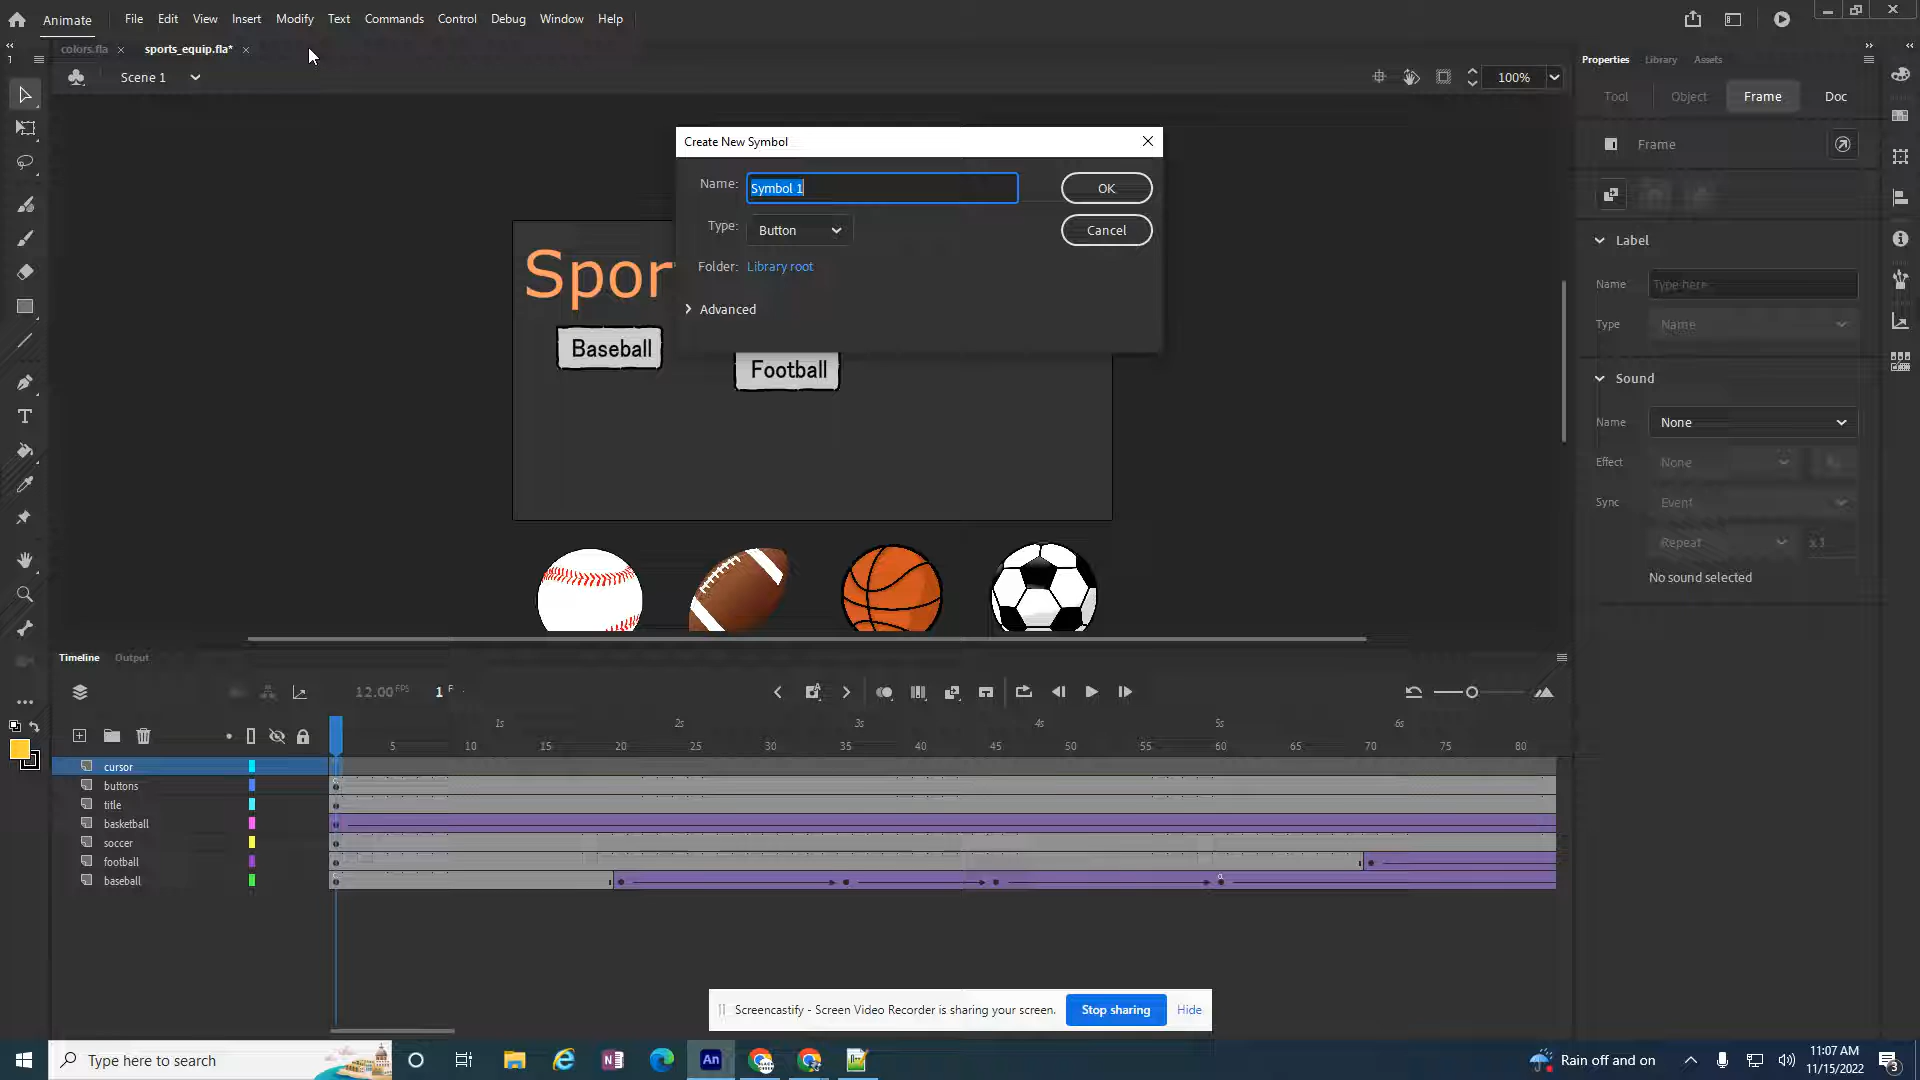 Animate File Edit View Insert Modify Text Commands Control Debug Window Help
colors.fla sports_equip.fla*
1 Scene 1 100%
Properties Library Assets
Tool Object Frame Doc
Frame
Create New Symbol
Name: Symbol 1 OK
Type: Button Cancel
Folder: Library root
Advanced
Label
Name Type here
Type Name
Sound
Name None
Effect None
Sync Event
Repeat x 1
No sound selected
Spor
Baseball
Football
Timeline Output
12.00 FPS 1 F
1s 2s 3s 4s 5s 6s
5 10 15 20 25 30 35 40 45 50 55 60 65 70 75 80
cursor
buttons
title
basketball
soccer
football
baseball
Screencastify - Screen Video Recorder is sharing your screen. Stop sharing Hide
Type here to search
An
Rain off and on
11:07 AM
11/15/2022
3